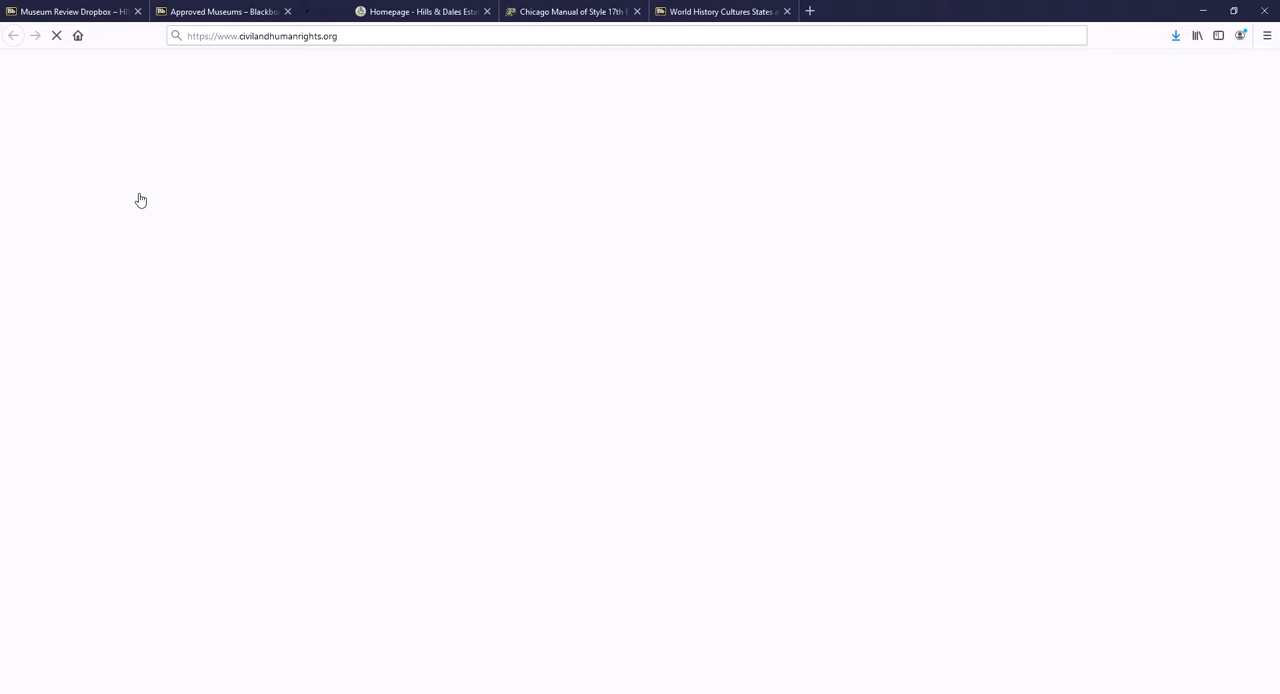 Museum Review Dropbox – HI
Approved Museums – Blackbo
Homepage - Hills & Dales Esta
Chicago Manual of Style 17th
World History Cultures States a
https://www.civilandhumanrights.org